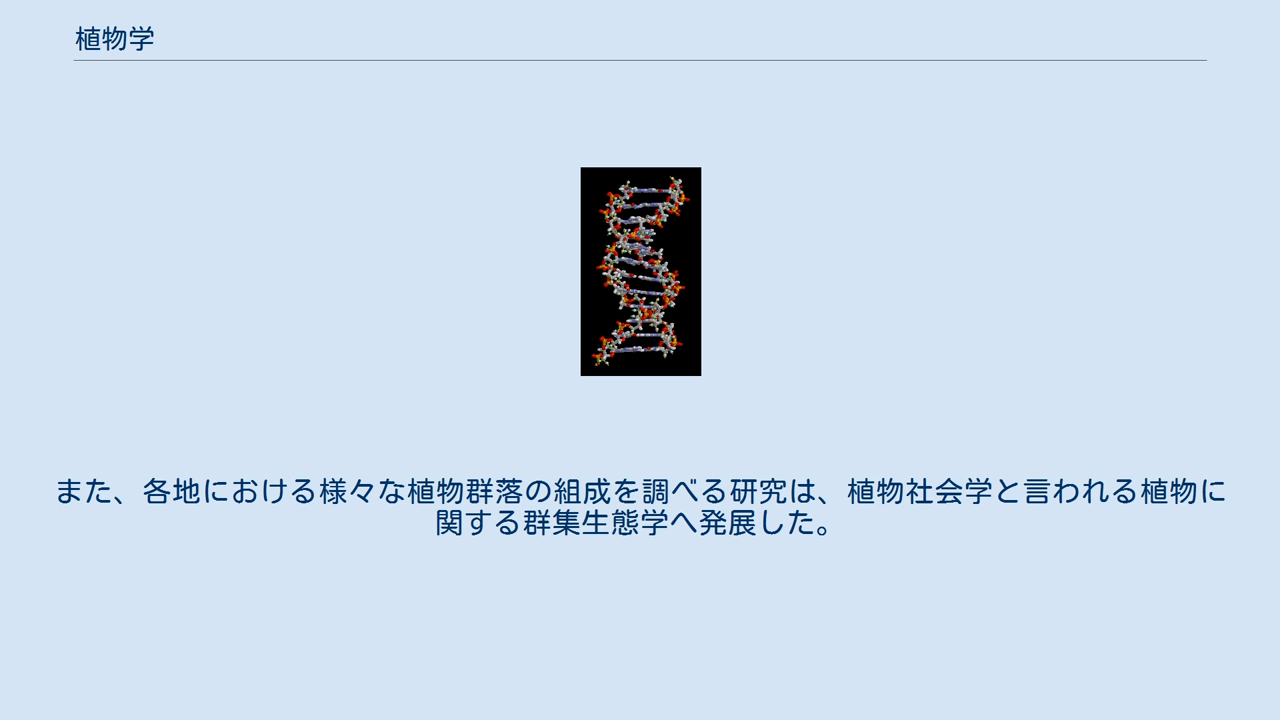 植物学
また、各地における様々な植物群落の組成を調べる研究は、植物社会学と言われる植物に
関する群集生態学へ発展した。